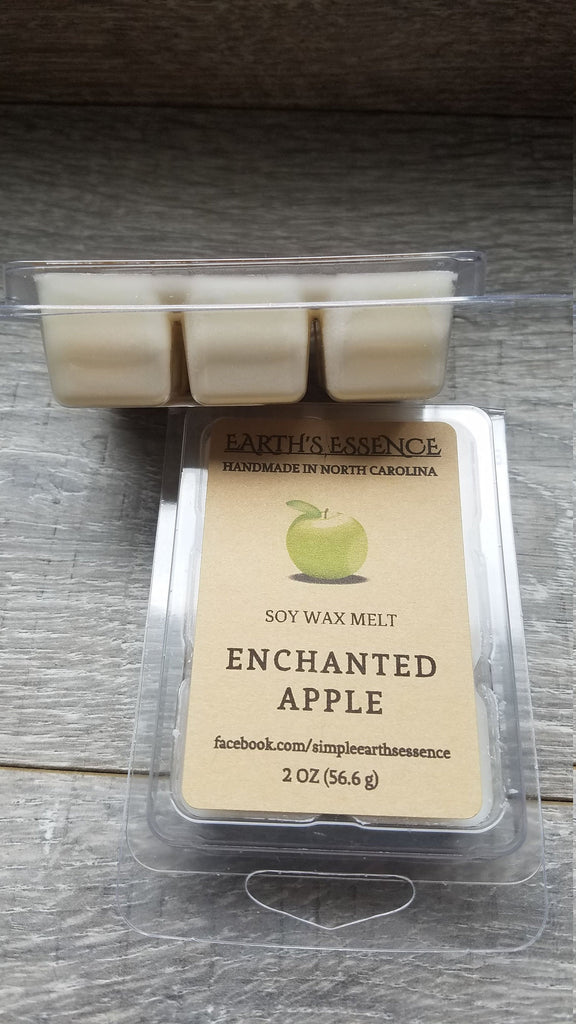 EARTH'S ESSENCE
HANDMADE IN NORTH CAROLINA
SOY WAX MELT
ENCHANTED
APPLE
facebook.com/simpleearthsessence
2 OZ (56.6 g)